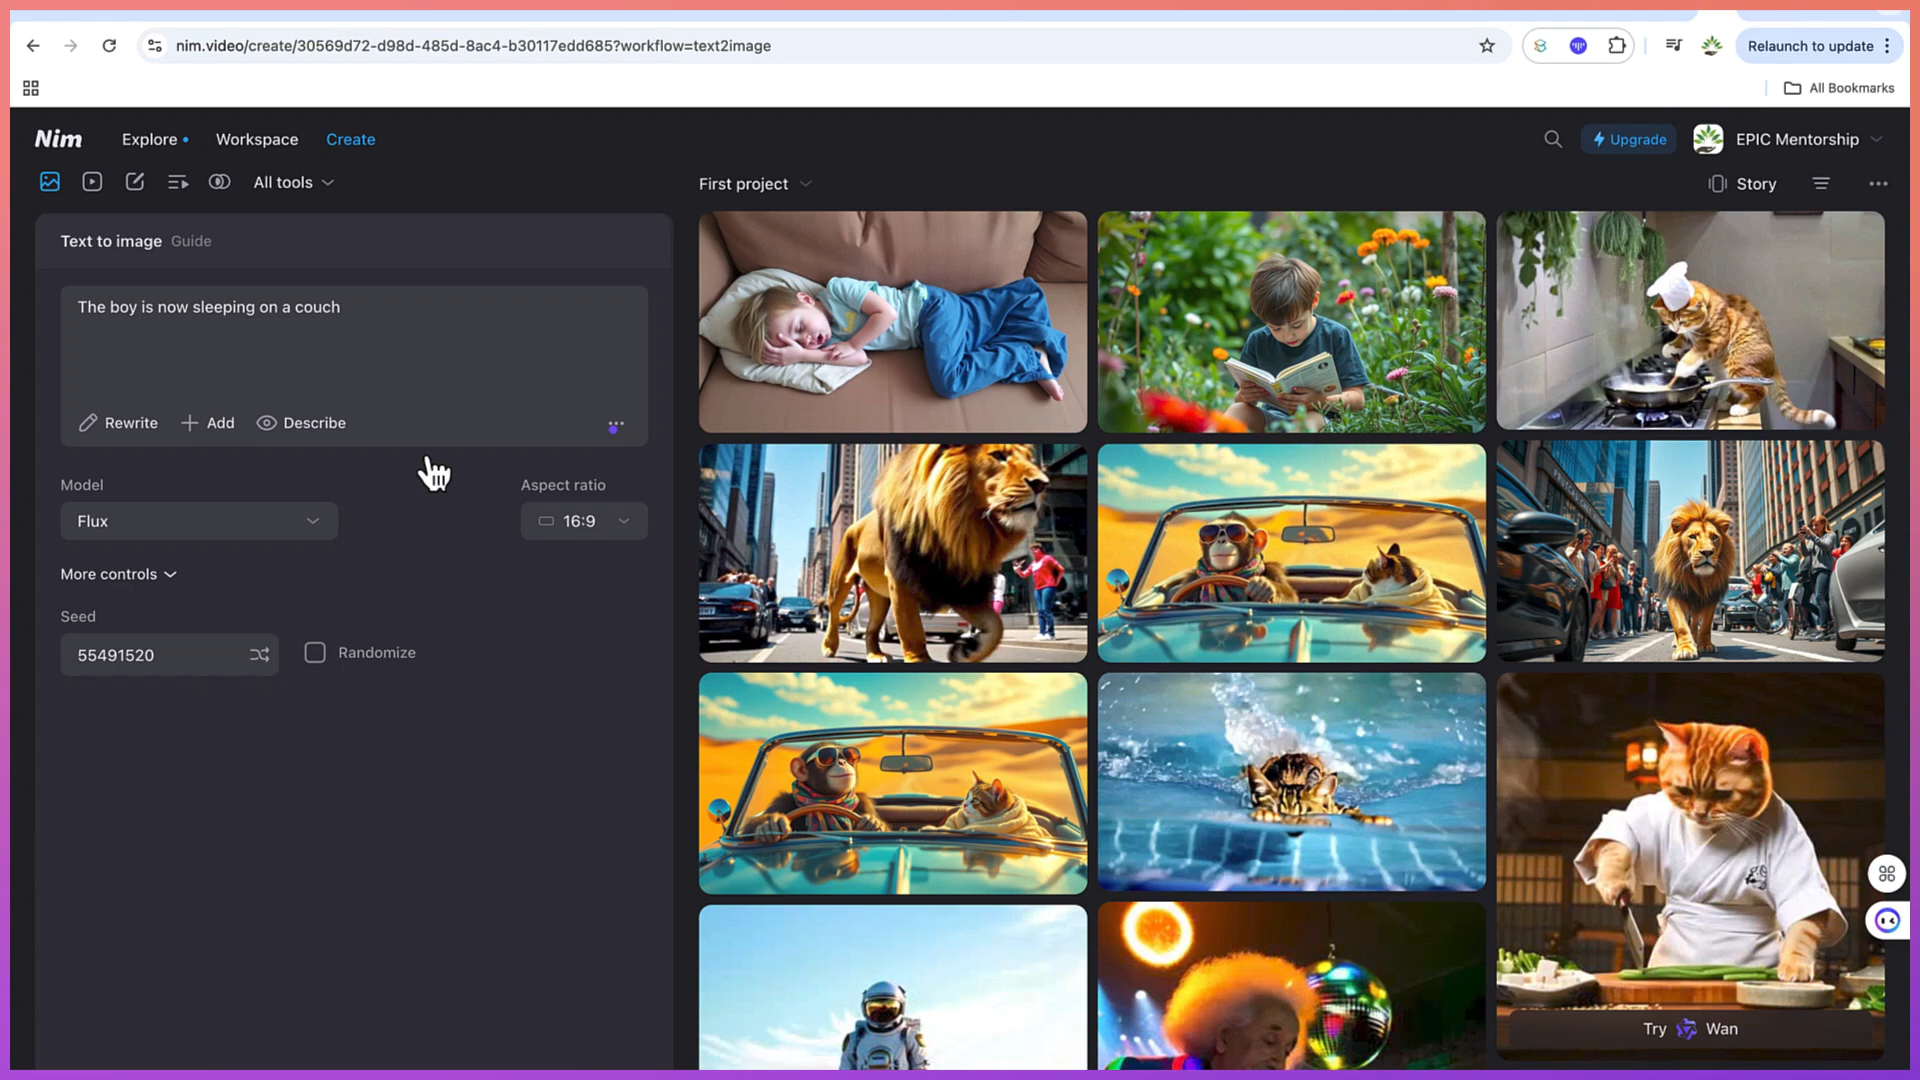 nim.video/create/30569d72-d98d-485d-8ac4-b30117edd685?workflow=text2image
Relaunch to update
All Bookmarks
Nim
Explore
Workspace
Create
Upgrade
EPIC Mentorship
All tools
First project
Story
Text to image Guide
The boy is now sleeping on a couch
Rewrite
Add
Describe
Model
Aspect ratio
Flux
16:9
More controls
Seed
55491520
Randomize
Try Wan